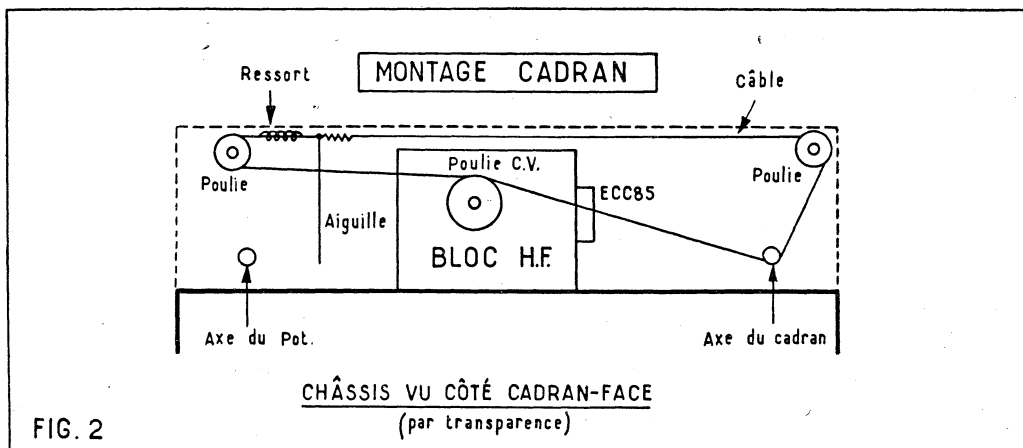 MONTAGE CADRAN
Ressort
Câble
Poulie
Poulie C.V.
Poulie
ECC85
Aiguille
BLOC H.F.
Axe du Pot.
Axe du cadran
CHÂSSIS VU CÔTÉ CADRAN-FACE
(par transparence)
FIG. 2